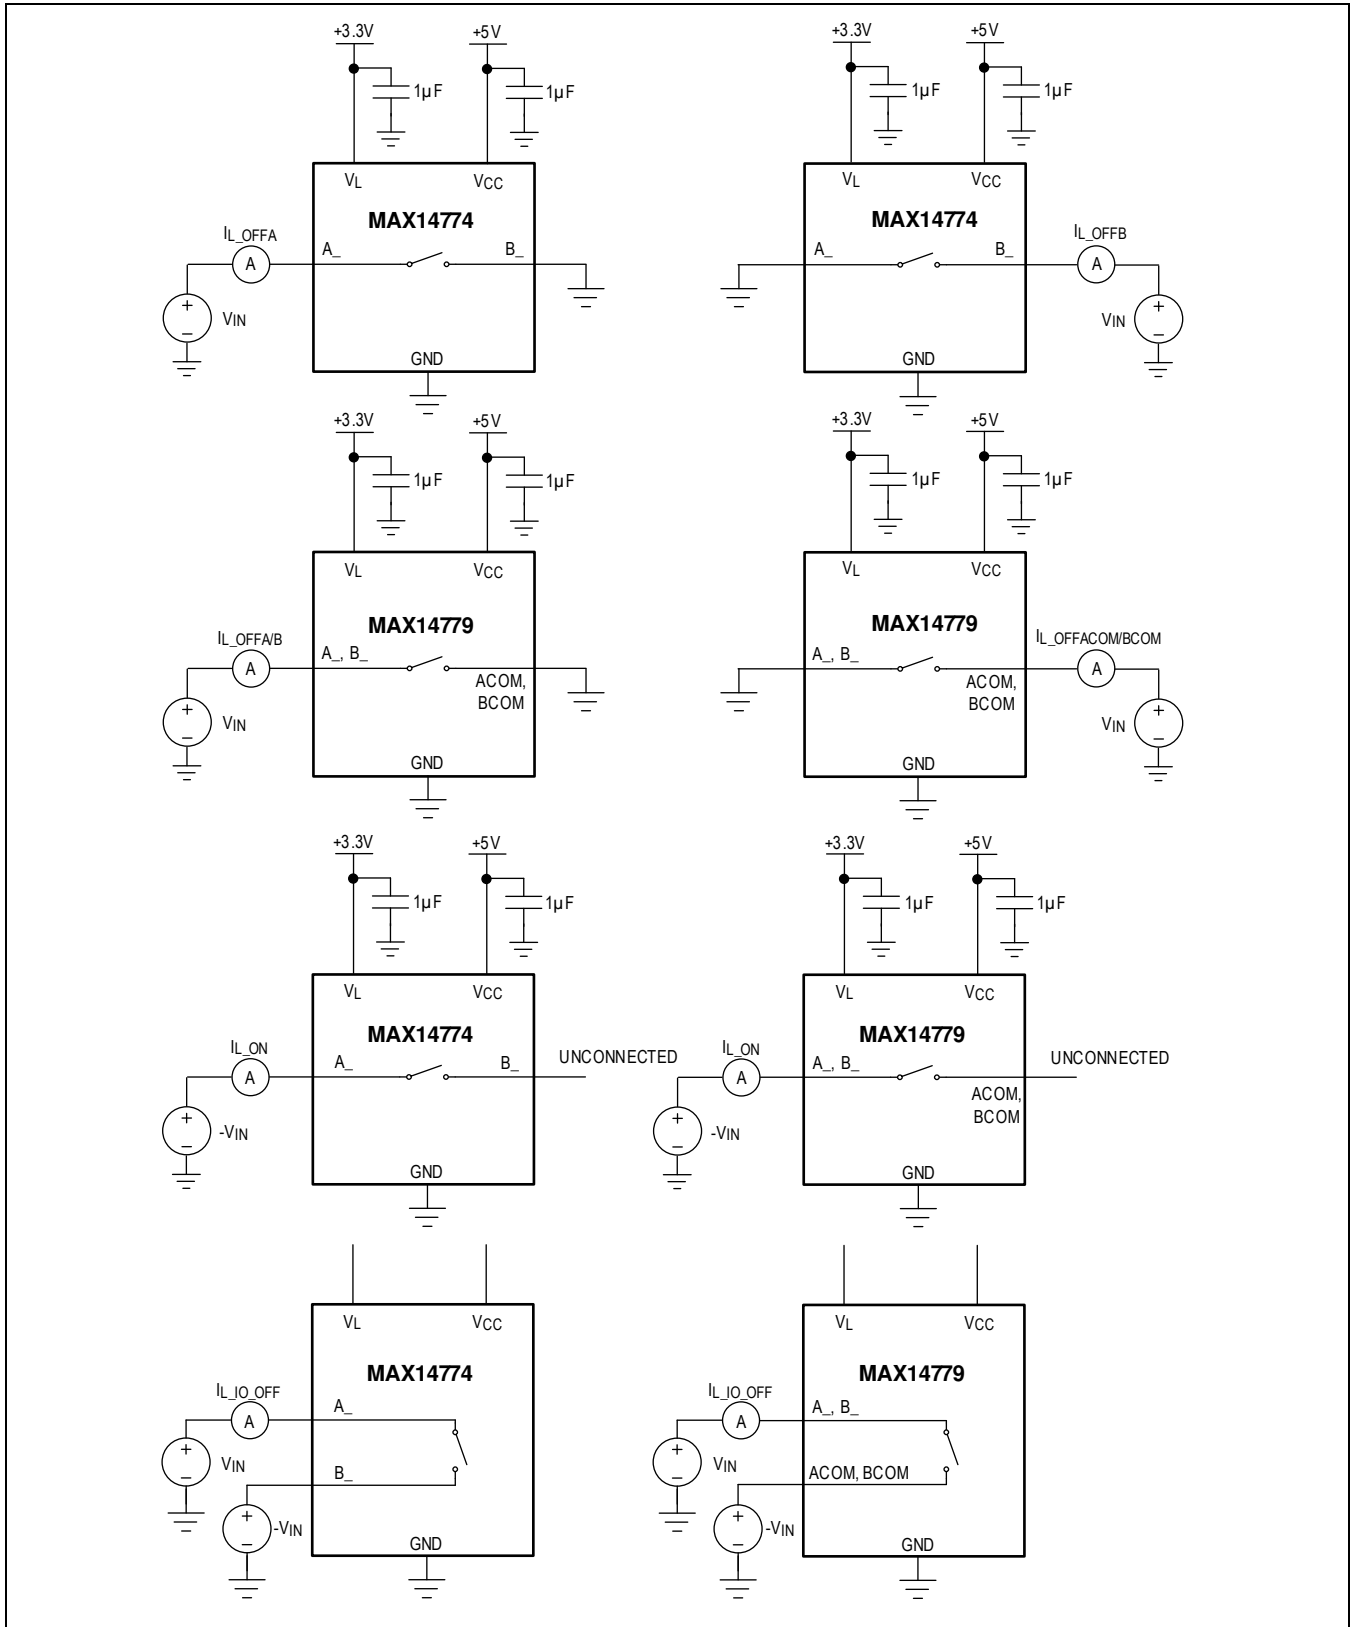 +3.3V +5V +3.3V +5V
1µF 1µF 1µF 1µF
VL VCC VL VCC
MAX14774 MAX14774
IL_OFFA A_ B_ A_ B_ IL_OFFB
A A
+ − VIN VIN + −
GND GND
+3.3V +5V +3.3V +5V
1µF 1µF 1µF 1µF
VL VCC VL VCC
MAX14779 MAX14779
IL_OFFA/B A_, B_ A_, B_ IL_OFFACOM/BCOM
A A
ACOM, ACOM,
BCOM BCOM
+ − VIN VIN + −
GND GND
+3.3V +5V +3.3V +5V
1µF 1µF 1µF 1µF
VL VCC VL VCC
MAX14774 MAX14779
IL_ON A_ B_ UNCONNECTED IL_ON A_, B_ UNCONNECTED
A A
ACOM,
BCOM
+ − -VIN + − -VIN
GND GND
VL VCC VL VCC
MAX14774 MAX14779
IL_IO_OFF A_ IL_IO_OFF A_, B_
A A
+ − VIN + − VIN
B_ ACOM, BCOM
+ − -VIN + − -VIN
GND GND